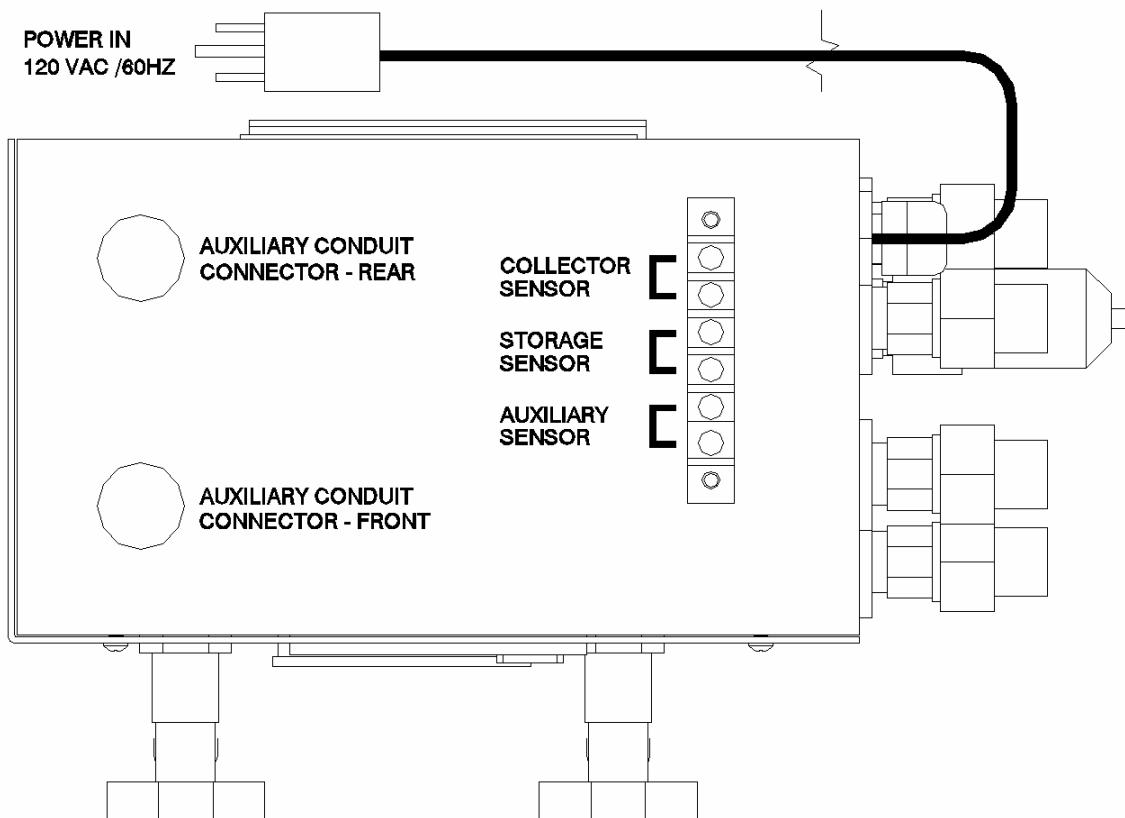 POWER IN
120 VAC /60HZ
AUXILIARY CONDUIT
CONNECTOR - REAR
COLLECTOR
SENSOR
STORAGE
SENSOR
AUXILIARY
SENSOR
AUXILIARY CONDUIT
CONNECTOR - FRONT